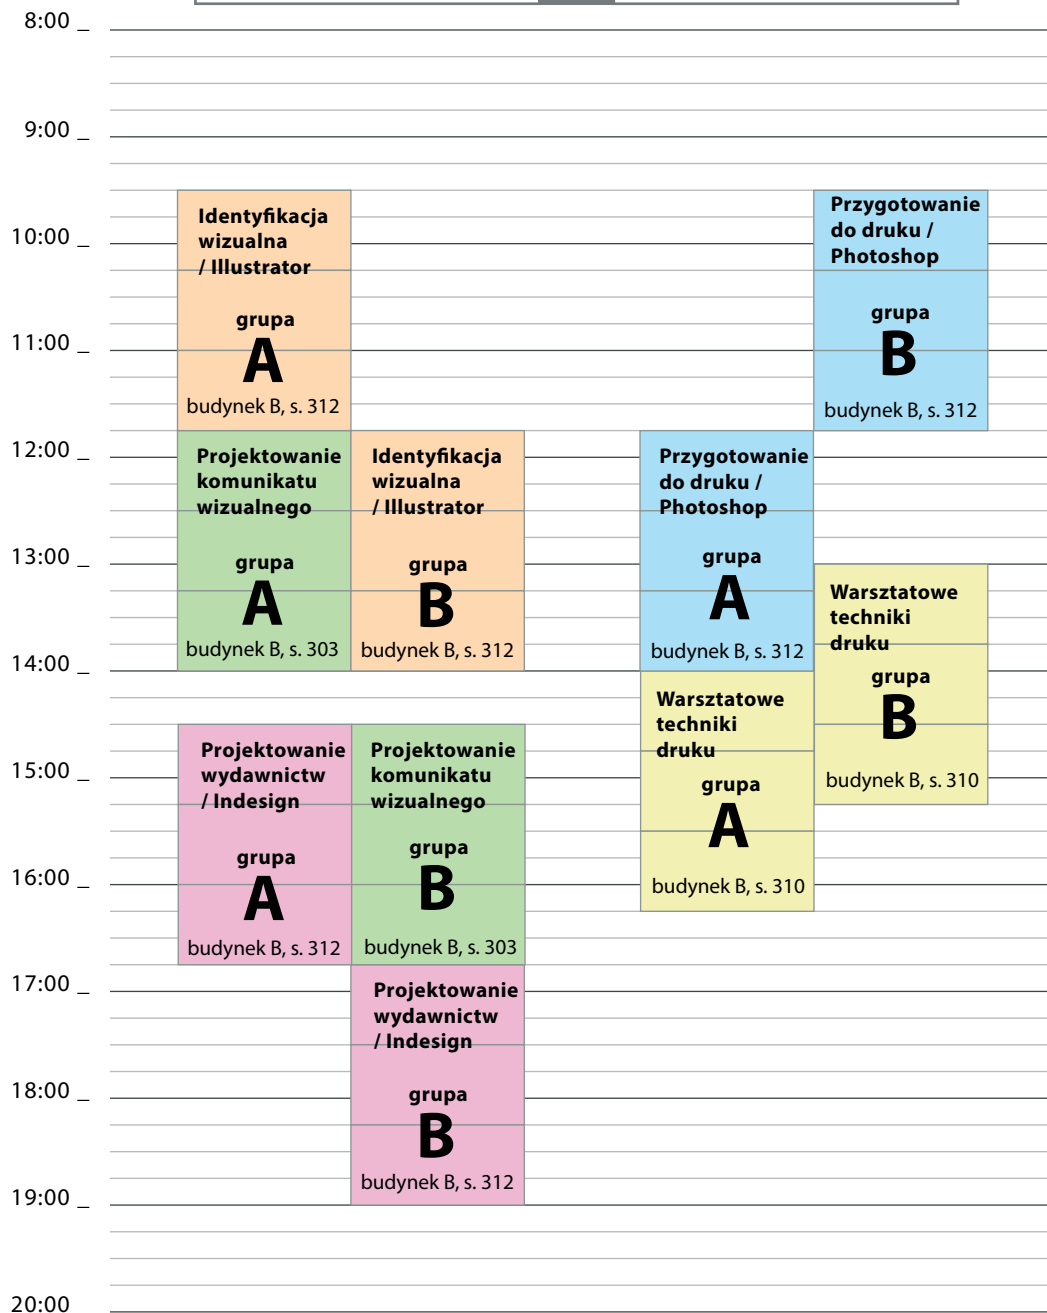 8:00 _
9:00 _
10:00 _
11:00 _
12:00 _
13:00 _
14:00 _
15:00 _
16:00 _
17:00 _
18:00 _
19:00 _
20:00
Identyfikacja
wizualna
/ Illustrator
grupa
A
budynek B, s. 312
Projektowanie
komunikatu
wizualnego
grupa
A
budynek B, s. 303
Projektowanie
wydawnictw
/ Indesign
grupa
A
budynek B, s. 312
Identyfikacja
wizualna
/ Illustrator
grupa
B
budynek B, s. 312
Projektowanie
komunikatu
wizualnego
grupa
B
budynek B, s. 303
Projektowanie
wydawnictw
/ Indesign
grupa
B
budynek B, s. 312
Przygotowanie
do druku /
Photoshop
grupa
A
budynek B, s. 312
Warsztatowe
techniki
druku
grupa
A
budynek B, s. 310
Przygotowanie
do druku /
Photoshop
grupa
B
budynek B, s. 312
Warsztatowe
techniki
druku
grupa
B
budynek B, s. 310